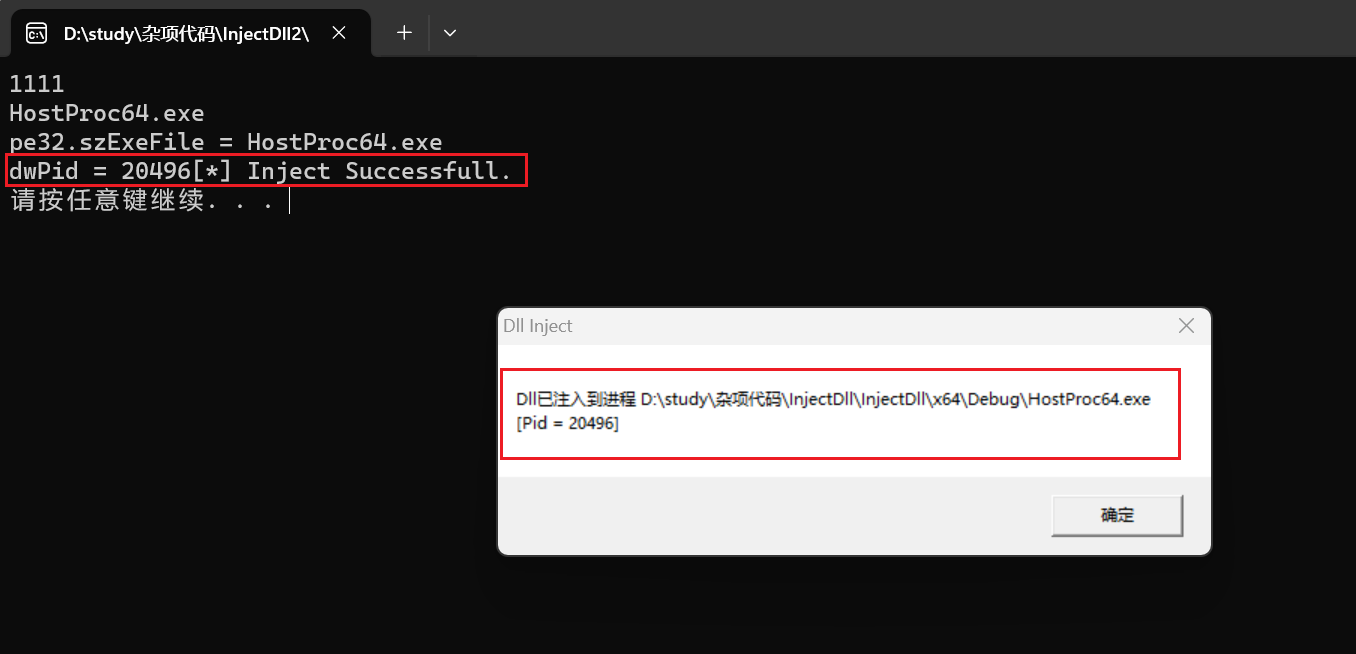 D:\study\杂项代码\InjectDll2\
1111
HostProc64.exe
pe32.szExeFile = HostProc64.exe
dwPid = 20496[*] Inject Successfull.
请按任意键继续. . .
Dll Inject
Dll已注入到进程 D:\study\杂项代码\InjectDll\InjectDll\x64\Debug\HostProc64.exe
[Pid = 20496]
确定